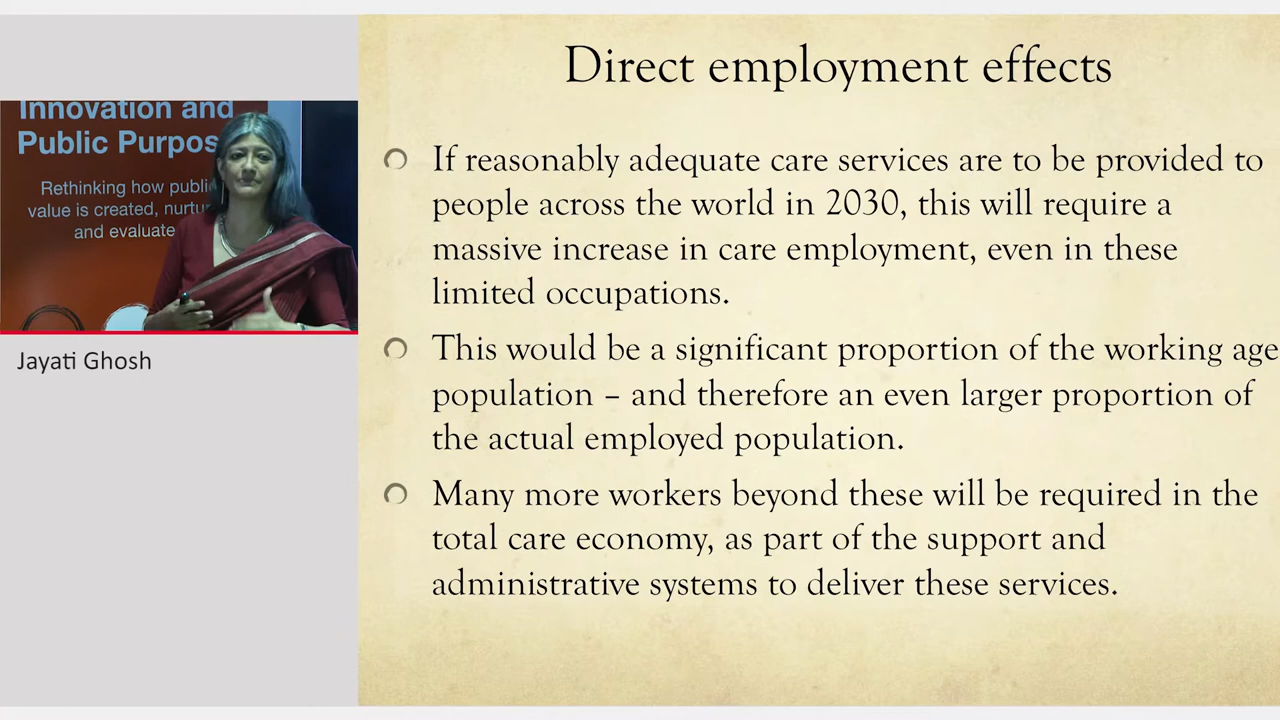 Innovation and
Public Purpos
Rethinking how publi
value is created, nurtur
and evaluate
Jayati Ghosh
Direct employment effects
If reasonably adequate care services are to be provided to
people across the world in 2030, this will require a
massive increase in care employment, even in these
limited occupations.
This would be a significant proportion of the working age
population – and therefore an even larger proportion of
the actual employed population.
Many more workers beyond these will be required in the
total care economy, as part of the support and
administrative systems to deliver these services.